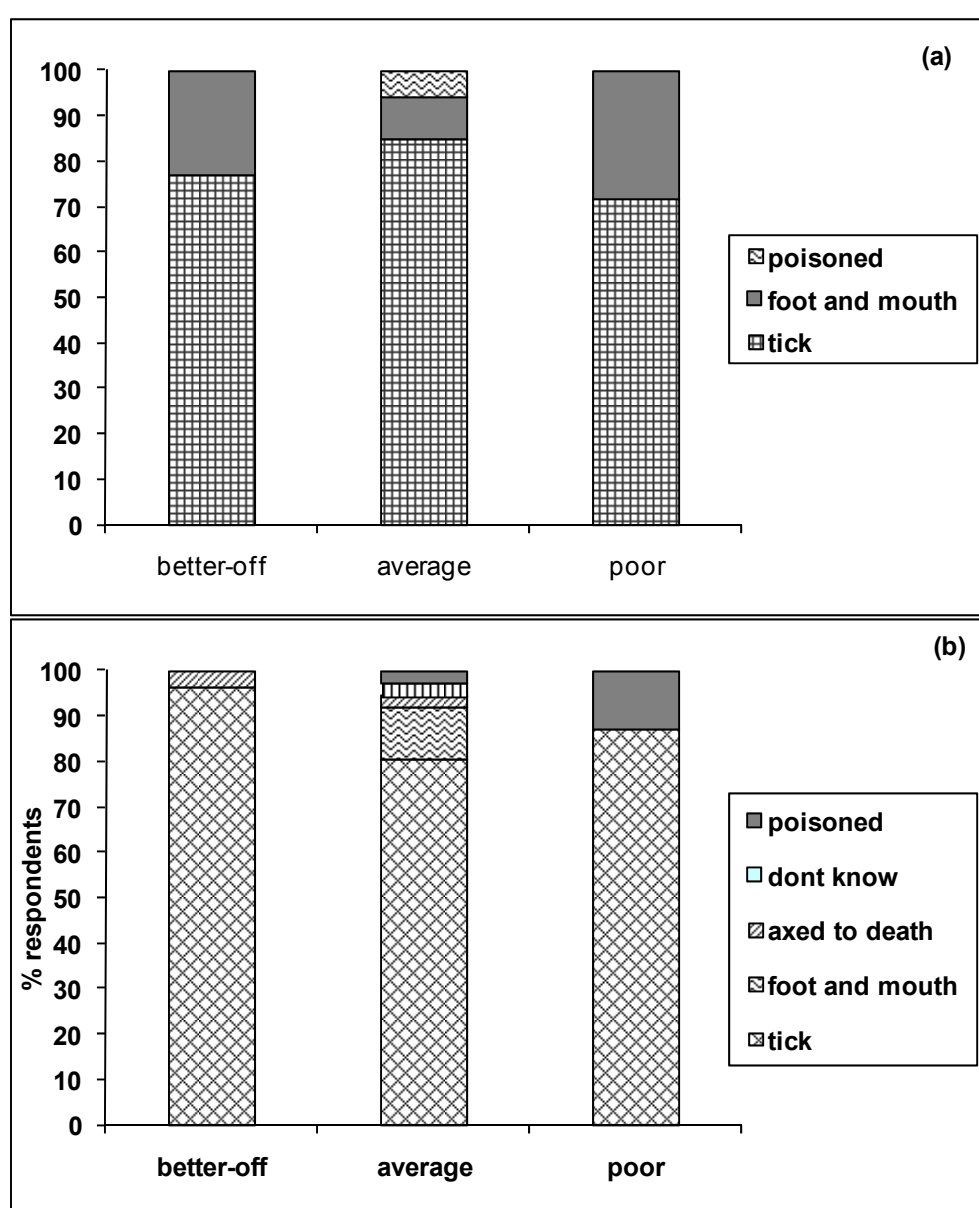 (a)
100
90
80
70
60
50
40
30
20
10
0
better-off average poor
poisoned
foot and mouth
tick
(b)
% respondents
100
90
80
70
60
50
40
30
20
10
0
better-off average poor
poisoned
dont know
axed to death
foot and mouth
tick